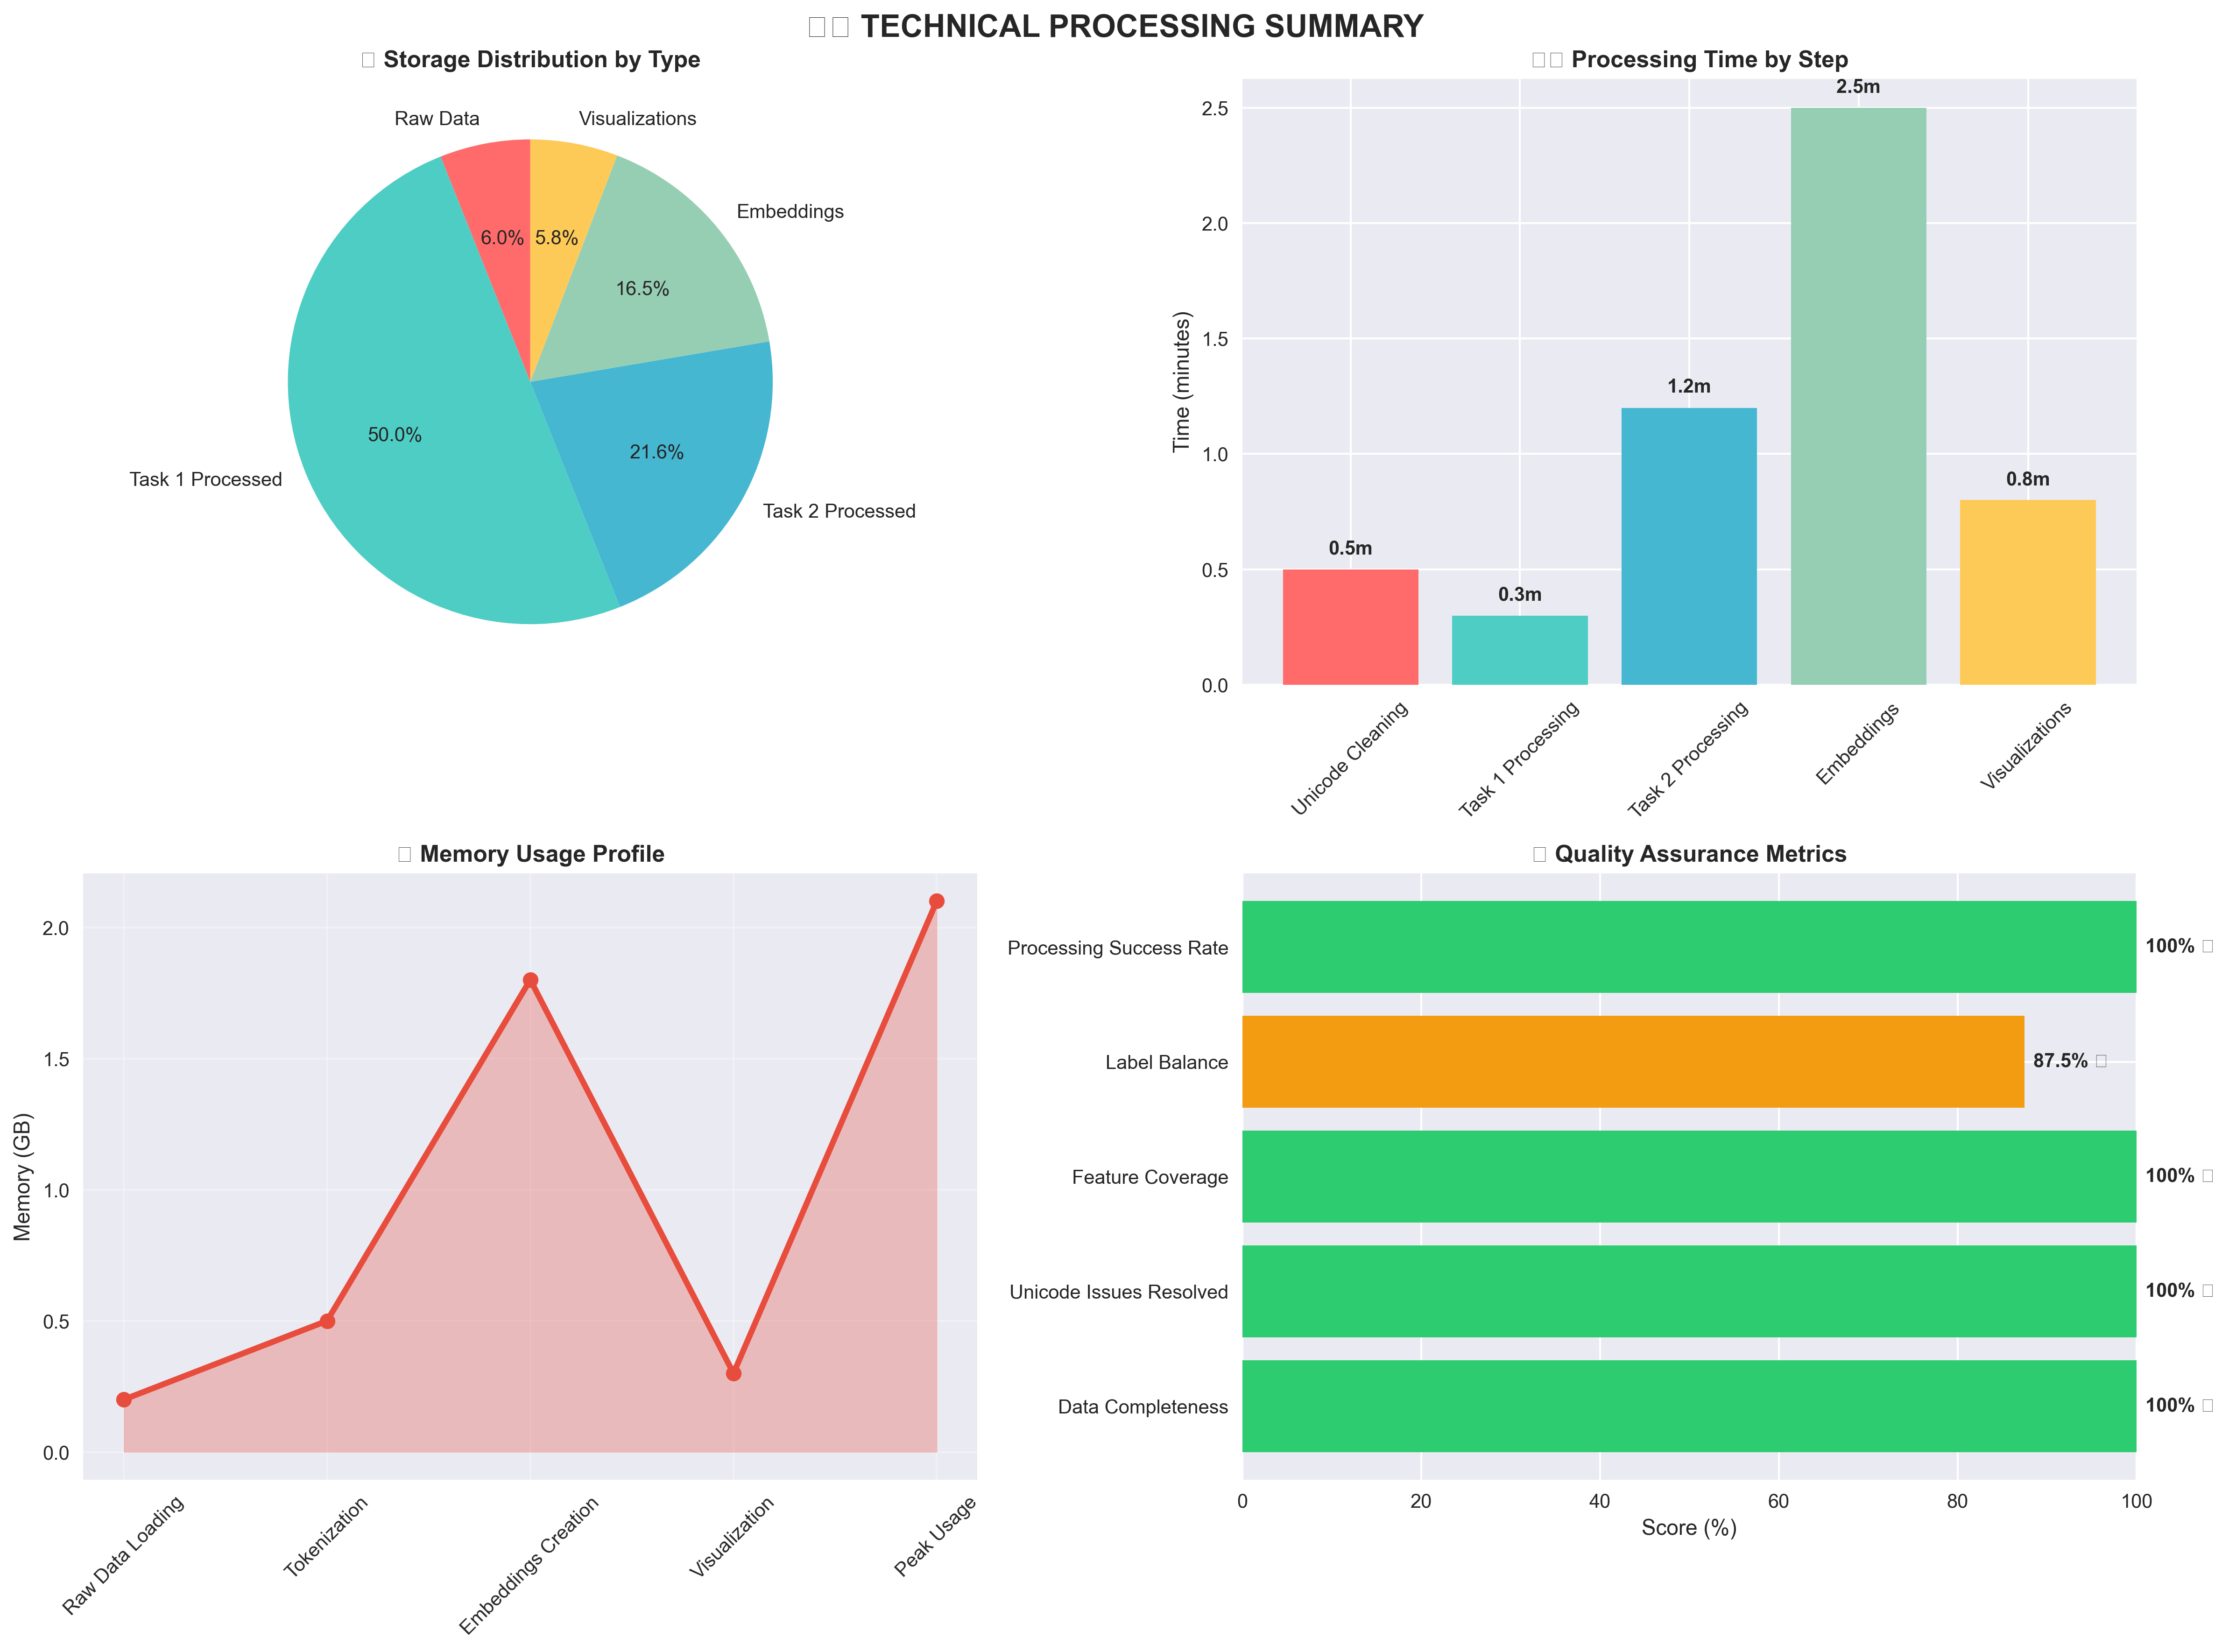 TECHNICAL PROCESSING SUMMARY
Storage Distribution by Type
Raw Data
Visualizations
Embeddings
6.0%
5.8%
16.5%
50.0%
21.6%
Task 1 Processed
Task 2 Processed
Processing Time by Step
Time (minutes)
2.5
2.0
1.5
1.0
0.5
0.0
0.5m
0.3m
1.2m
2.5m
0.8m
Unicode Cleaning
Task 1 Processing
Task 2 Processing
Embeddings
Visualizations
Memory Usage Profile
Memory (GB)
2.0
1.5
1.0
0.5
0.0
Raw Data Loading
Tokenization
Embeddings Creation
Visualization
Peak Usage
Quality Assurance Metrics
Processing Success Rate
100%
Label Balance
87.5%
Feature Coverage
100%
Unicode Issues Resolved
100%
Data Completeness
100%
0
20
40
60
80
100
Score (%)